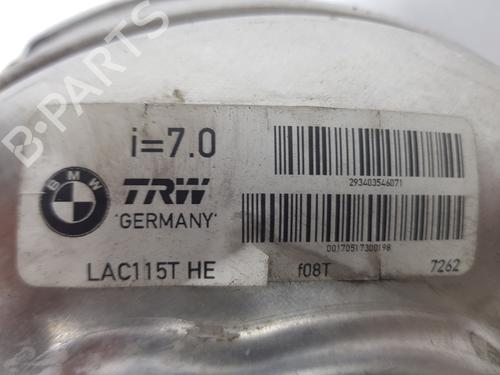 B-PARTS
i=7.0
BMW
TRW
GERMANY
293403546071
00170517300198
LAC115T HE
f08T
7262